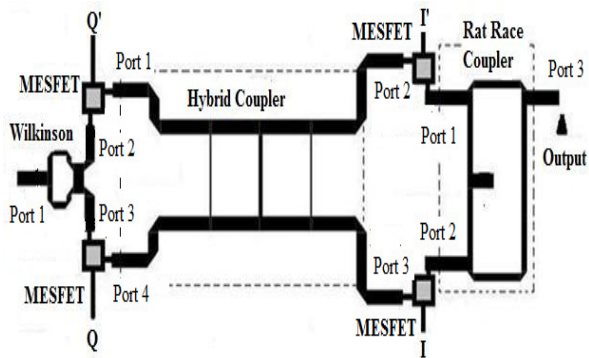 Q'
I'
MESFET
Rat Race
Coupler
Port 1
Port 3
MESFET
Hybrid Coupler
Port 2
Wilkinson
Port 2
Port 1
Output
Port 1
Port 3
Port 2
Port 3
MESFET
Port 4
MESFET
Q
I